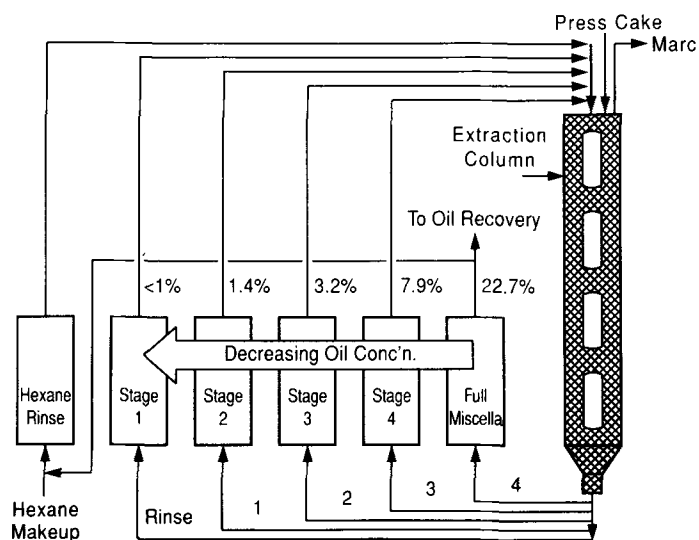 Press Cake
Marc
Extraction
Column
To Oil Recovery
<1%
1.4%
3.2%
7.9%
22.7%
Decreasing Oil Conc'n.
Hexane
Rinse
Stage
1
Stage
2
Stage
3
Stage
4
Full
Miscella
Hexane
Makeup
Rinse
1
2
3
4